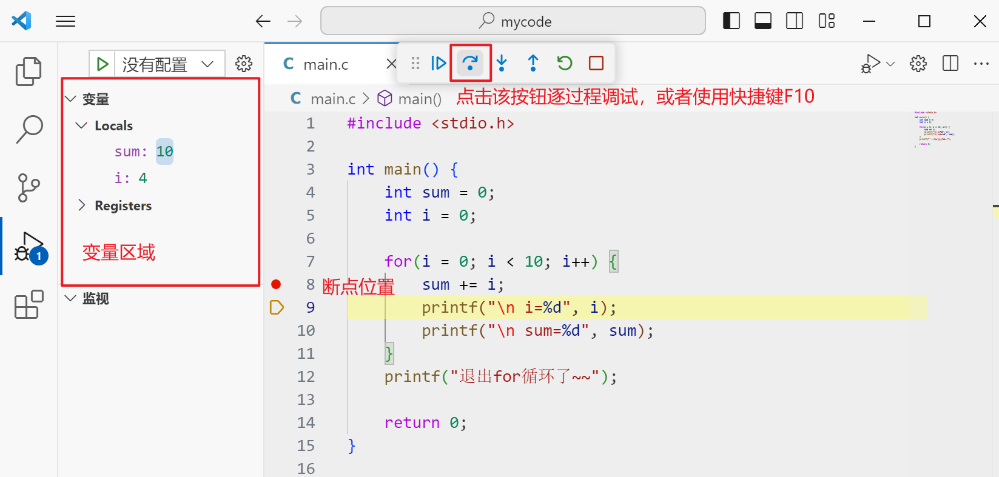 mycode
没有配置
main.c
变量
Locals
sum: 10
i: 4
Registers
变量区域
监视
1
main.c > main()
点击该按钮逐过程调试，或者使用快捷键F10
1 #include <stdio.h>
2
3 int main() {
4 int sum = 0;
5 int i = 0;
6
7 for(i = 0; i < 10; i++) {
8 断点位置 sum += i;
9 printf("\n i=%d", i);
10 printf("\n sum=%d", sum);
11 }
12 printf("退出for循环了~~");
13
14 return 0;
15 }
16